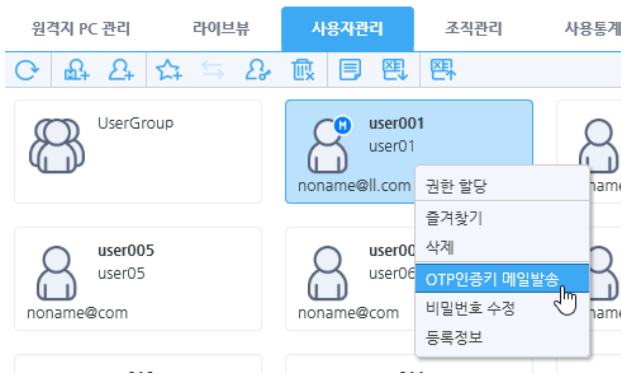 원격지 PC 관리 라이브뷰 사용자관리 조직관리 사용통계
UserGroup
M
user001
user01
noname@ll.com
권한 할당
즐겨찾기
삭제
OTP인증키 메일발송
비밀번호 수정
등록정보
user005
user05
noname@com
user06
noname@com